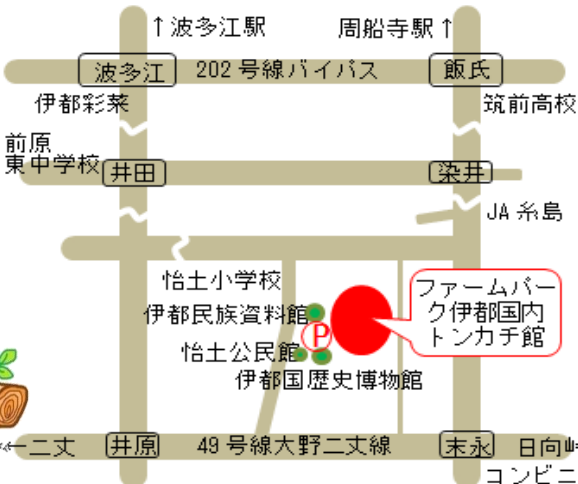 ↑波多江駅
周船寺駅↑
波多江
202号線バイパス
飯氏
伊都彩菜
筑前高校
前原
東中学校
井田
染井
JA糸島
怡土小学校
伊都民族資料館
P
怡土公民館
伊都国歴史博物館
ファームパー
ク伊都国内
トンカチ館
←二丈
井原
49号線大野二丈線
末永
日向峠
コンビニ